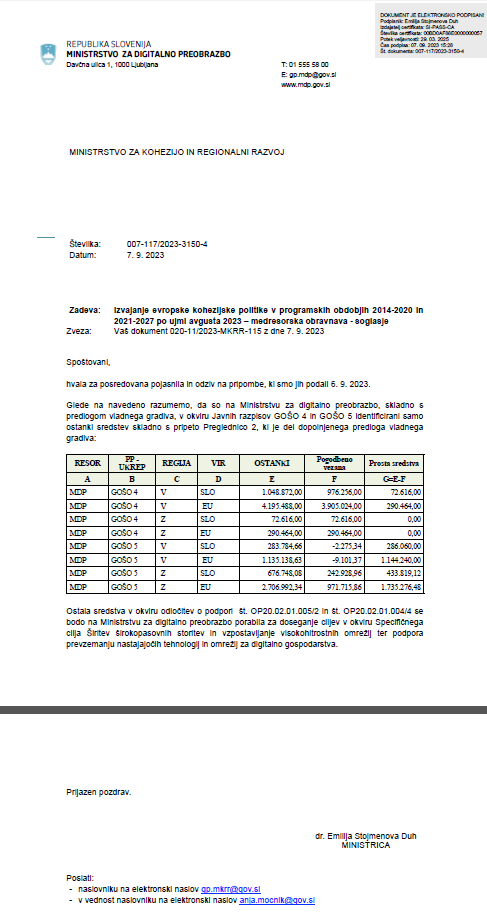 DOKUMENT JE ELEKTRONSKO PODPISAN!
Podpisnik: Emilija Stojmenova Duh
Izdajatelj certifikata: SI-PASS-CA
Številka certifikata:
Potek veljavnosti: 29. 03. 2025
Čas podpisa: 07. 09. 2023 15:28
Št. dokumenta: 007-117/2023-3150-4
REPUBLIKA SLOVENIJA
MINISTRSTVO ZA DIGITALNO PREOBRAZBO
Davčna ulica 1, 1000 Ljubljana
T: 01 555 58 00
E: gp.mdp@gov.si
www.mdp.gov.si
MINISTRSTVO ZA KOHEZIJO IN REGIONALNI RAZVOJ
Številka: 007-117/2023-3150-4
Datum: 7. 9. 2023
Zadeva: Izvajanje evropske kohezijske politike v programskih obdobjih 2014-2020 in
2021-2027 po ujmi avgusta 2023 – medresorska obravnava - soglasje
Zveza: Vaš dokument 020-11/2023-MKRR-115 z dne 7. 9. 2023
Spoštovani,
hvala za posredovana pojasnila in odziv na pripombe, ki smo jih podali 6. 9. 2023.
Glede na navedeno razumemo, da so na Ministrstvu za digitalno preobrazbo, skladno s
predlogom vladnega gradiva, v okviru Javnih razpisov GOŠO 4 in GOŠO 5 identificirani samo
ostanki sredstev skladno s pripeto Preglednico 2, ki je del dopolnjenega predloga vladnega
gradiva:
RESOR PP - UKREP REGIJA VIR OSTANKI Pogodbeno vezana Prosta sredstva
A B C D E F G=E-F
MDP GOŠO 4 V SLO 1.048.872,00 976.256,00 72.616,00
MDP GOŠO 4 V EU 4.195.488,00 3.905.024,00 290.464,00
MDP GOŠO 4 Z SLO 72.616,00 72.616,00 0,00
MDP GOŠO 4 Z EU 290.464,00 290.464,00 0,00
MDP GOŠO 5 V SLO 283.784,66 -2.275,34 286.060,00
MDP GOŠO 5 V EU 1.135.138,63 -9.101,37 1.144.240,00
MDP GOŠO 5 Z SLO 676.748,08 242.928,96 433.819,12
MDP GOŠO 5 Z EU 2.706.992,34 971.715,86 1.735.276,48
Ostala sredstva v okviru odločitev o podpori št. OP20.02.01.005/2 in št. OP20.02.01.004/4 se
bodo na Ministrstvu za digitalno preobrazbo porabila za doseganje ciljev v okviru Specifičnega
cilja Širitev širokopasovnih storitev in vzpostavljanje visokohitrostnih omrežij ter podpora
prevzemanju nastajajočih tehnologij in omrežij za digitalno gospodarstva.
Prijazen pozdrav.
dr. Emilija Stojmenova Duh
MINISTRICA
Poslati:
- naslovniku na elektronski naslov gp.mkrr@gov.si
- v vednost naslovniku na elektronski naslov anja.mocnik@gov.si